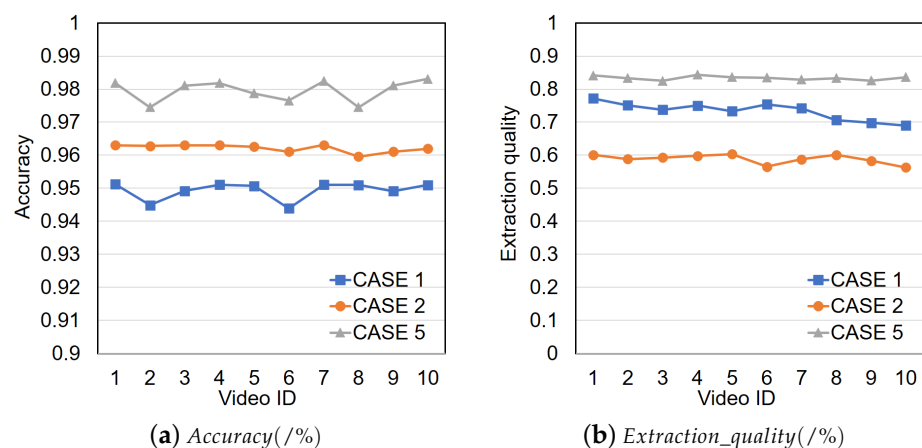 1
0.99
0.98
0.97
0.96
0.95
0.94
0.93
0.92
0.91
0.9
Accuracy
CASE 1
CASE 2
CASE 5
1 2 3 4 5 6 7 8 9 10
Video ID
(a) Accuracy(/%)
1
0.9
0.8
0.7
0.6
0.5
0.4
0.3
0.2
0.1
0
Extraction quality
CASE 1
CASE 2
CASE 5
1 2 3 4 5 6 7 8 9 10
Video ID
(b) Extraction_quality(/%)